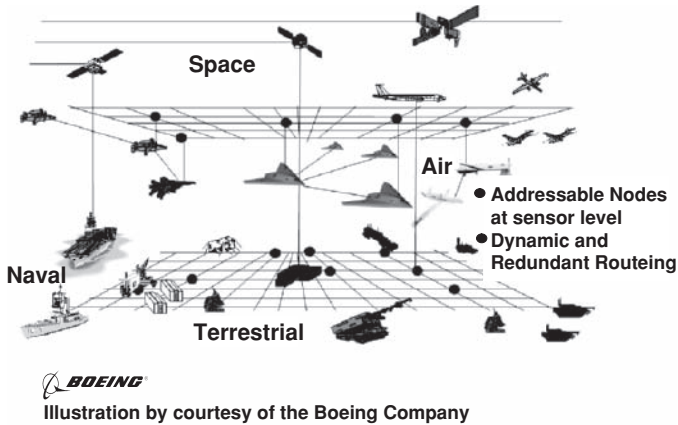 Space
Air
● Addressable Nodes
at sensor level
● Dynamic and
Redundant Routeing
Naval
Terrestrial
BOEING®
Illustration by courtesy of the Boeing Company